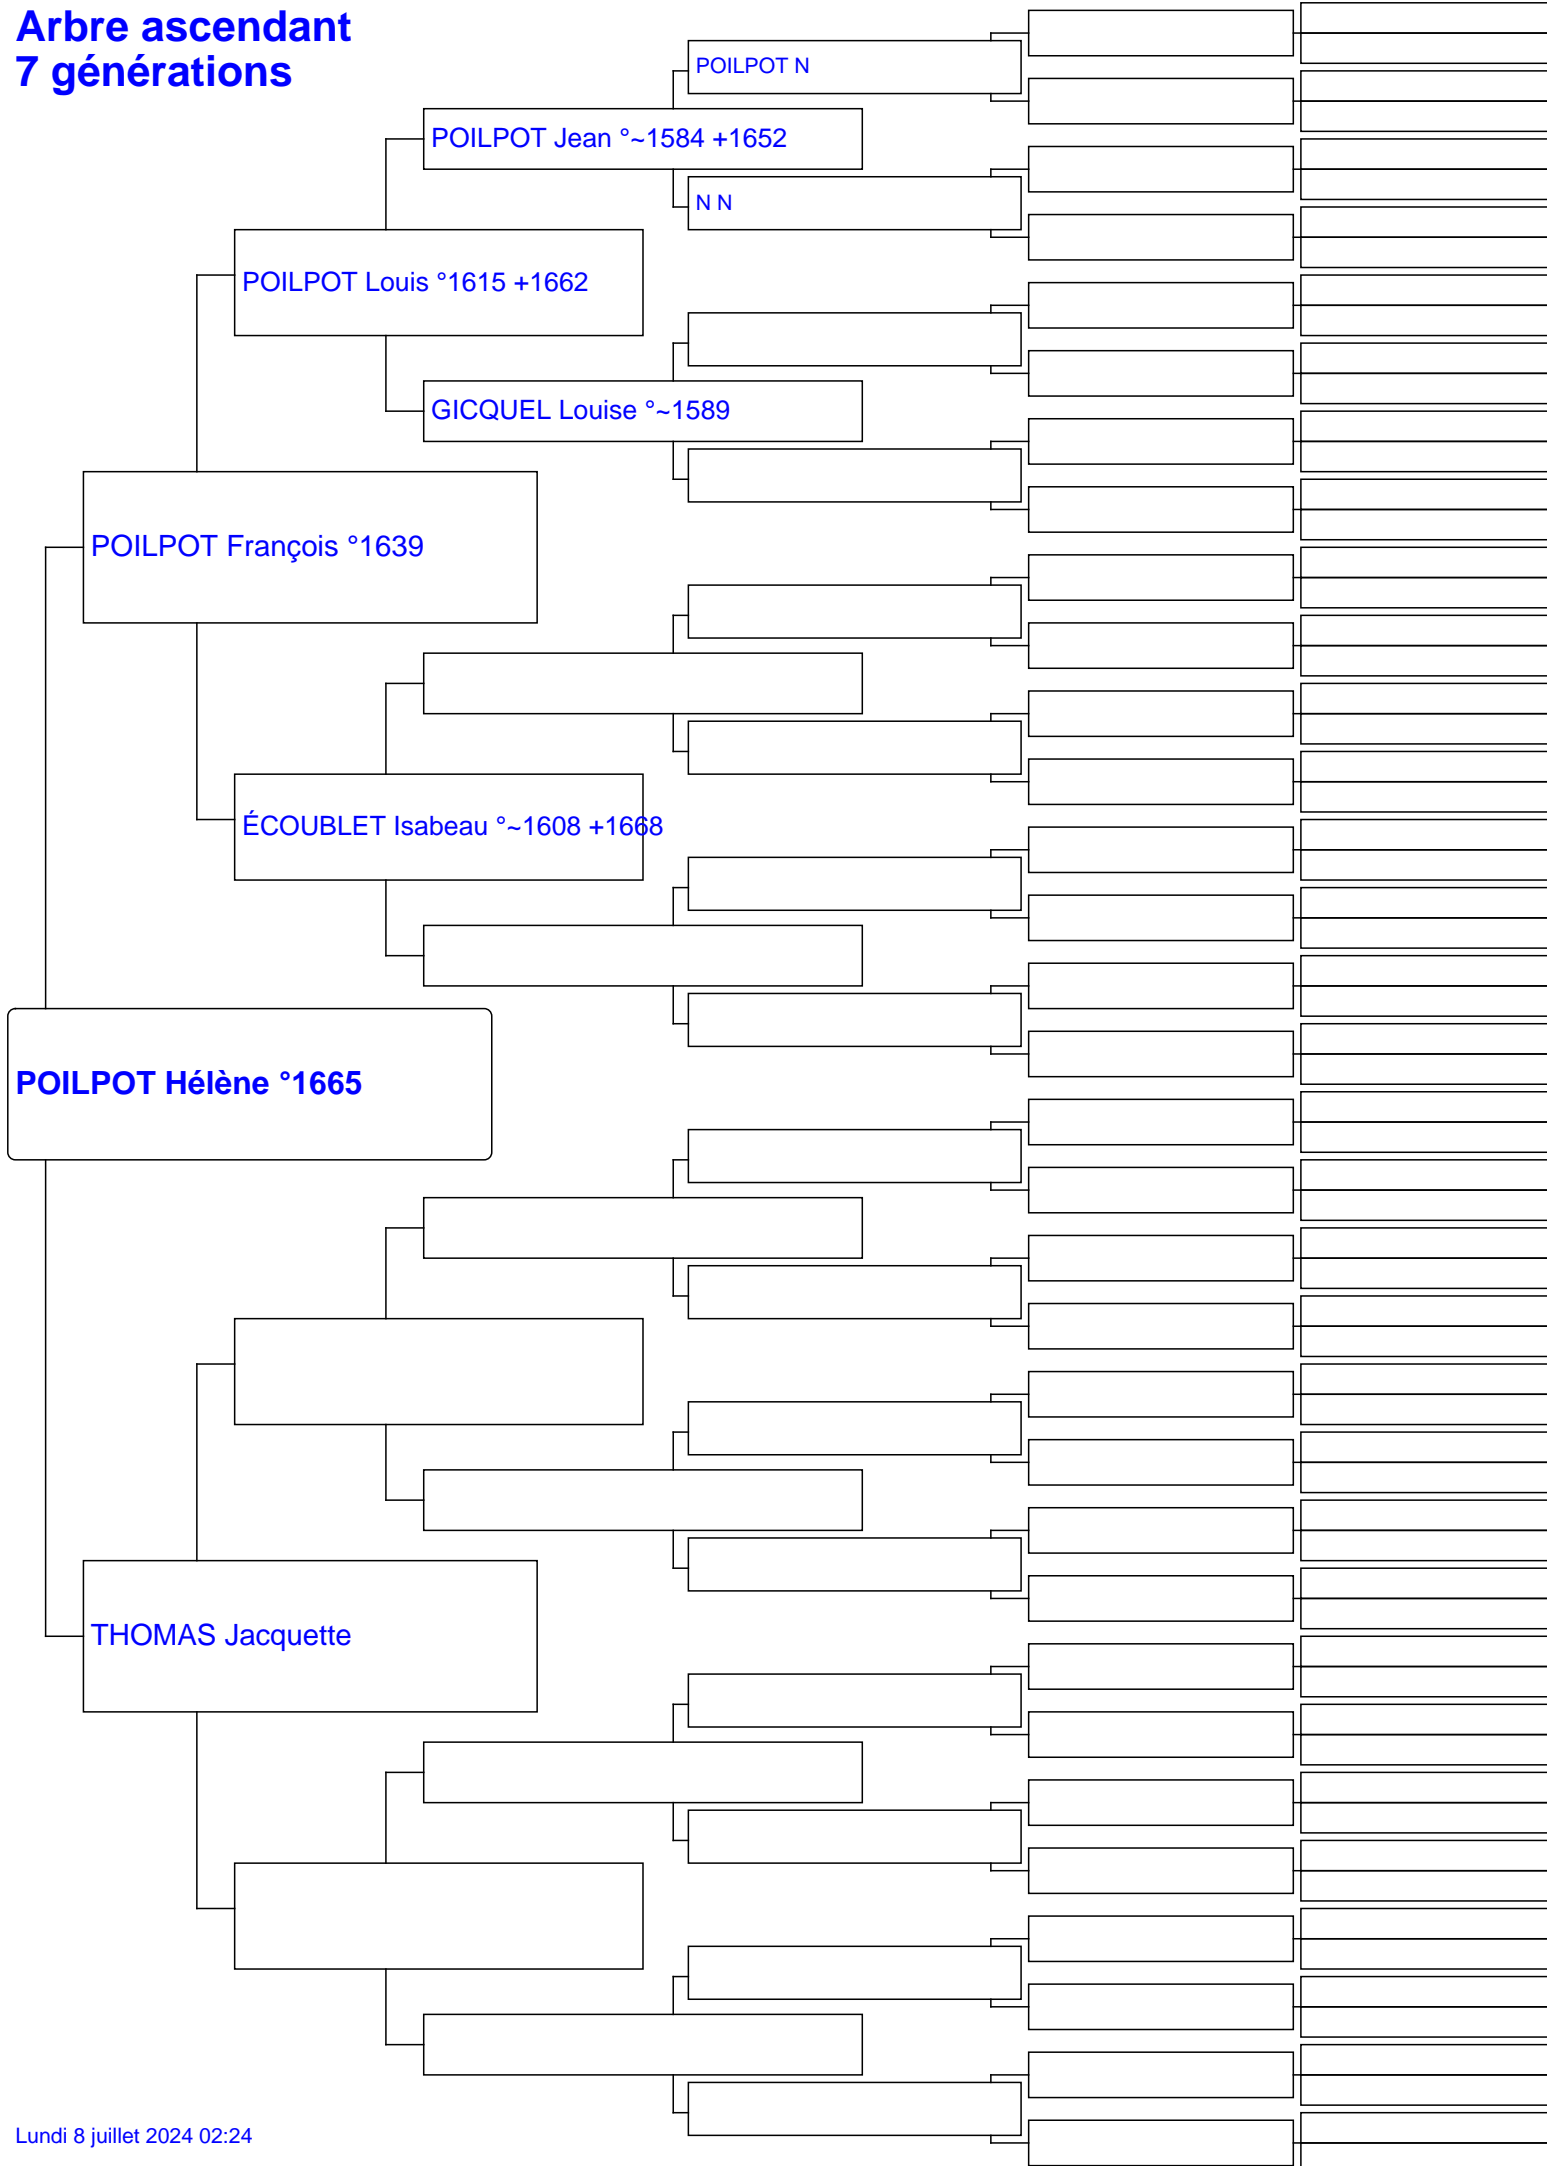 Arbre ascendant
7 générations
POILPOT N
POILPOT Jean °~1584 +1652
N N
POILPOT Louis °1615 +1662
GICQUEL Louise °~1589
POILPOT François °1639
ÉCOUBLET Isabeau °~1608 +1668
POILPOT Hélène °1665
THOMAS Jacquette
Lundi 8 juillet 2024 02:24